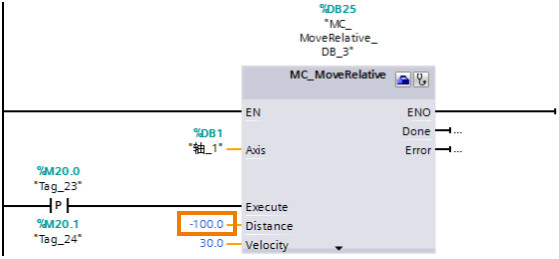 %DB25
"MC_
MoveRelative_
DB_3"
MC_MoveRelative
EN
ENO
%DB1
Done
...
"轴_1"
Axis
Error
...
%M20.0
"Tag_23"
P
Execute
%M20.1
-100.0
Distance
"Tag_24"
30.0
Velocity